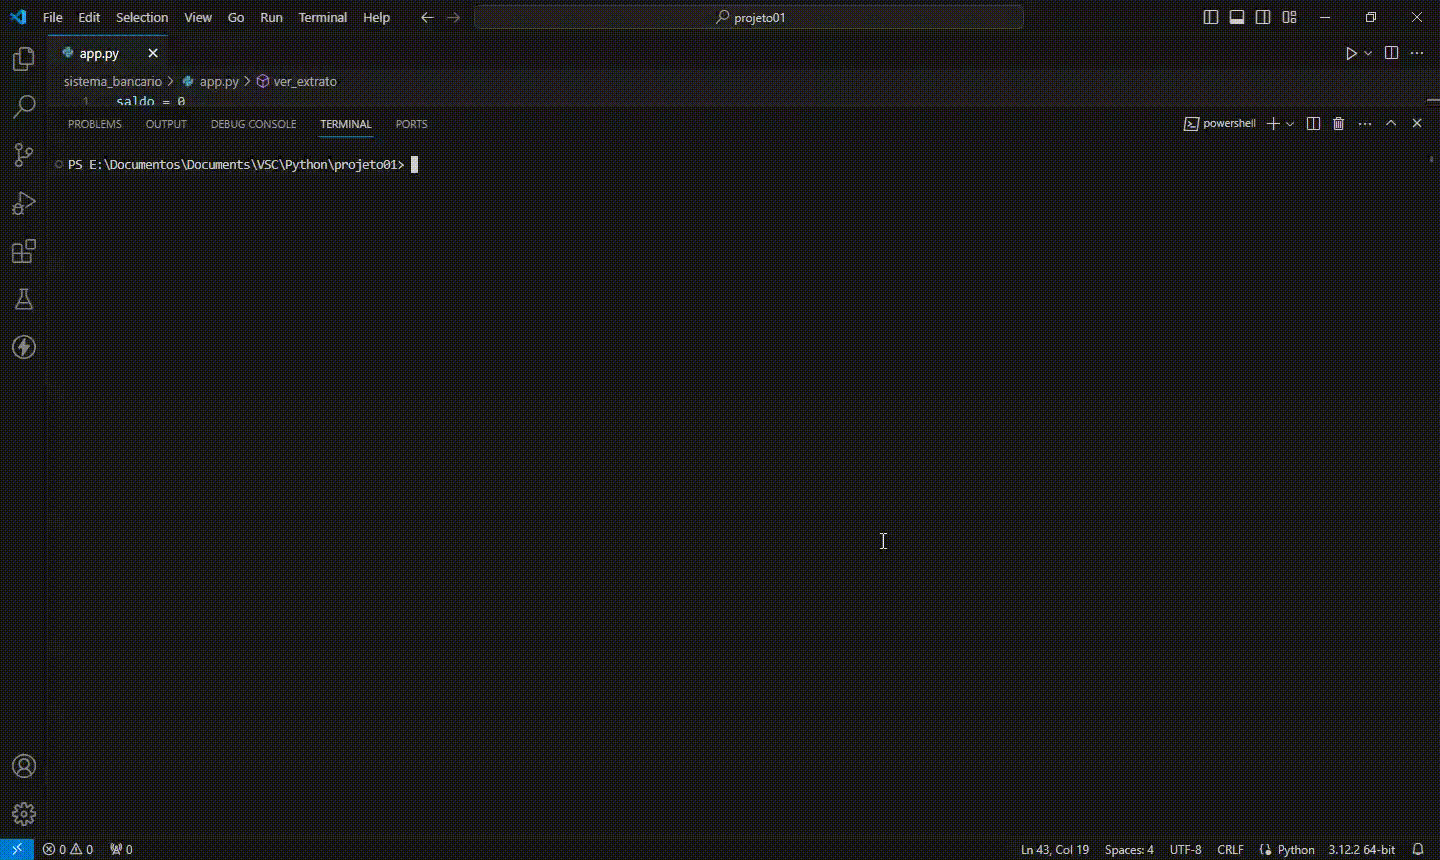 File Edit Selection View Go Run Terminal Help projeto01
app.py
sistema_bancario > app.py > ver_extrato
1 saldo = 0
PROBLEMS OUTPUT DEBUG CONSOLE TERMINAL PORTS powershell
PS E:\Documentos\Documents\VSC\Python\projeto01>
0 0 0 Ln 43, Col 19 Spaces: 4 UTF-8 CRLF Python 3.12.2 64-bit